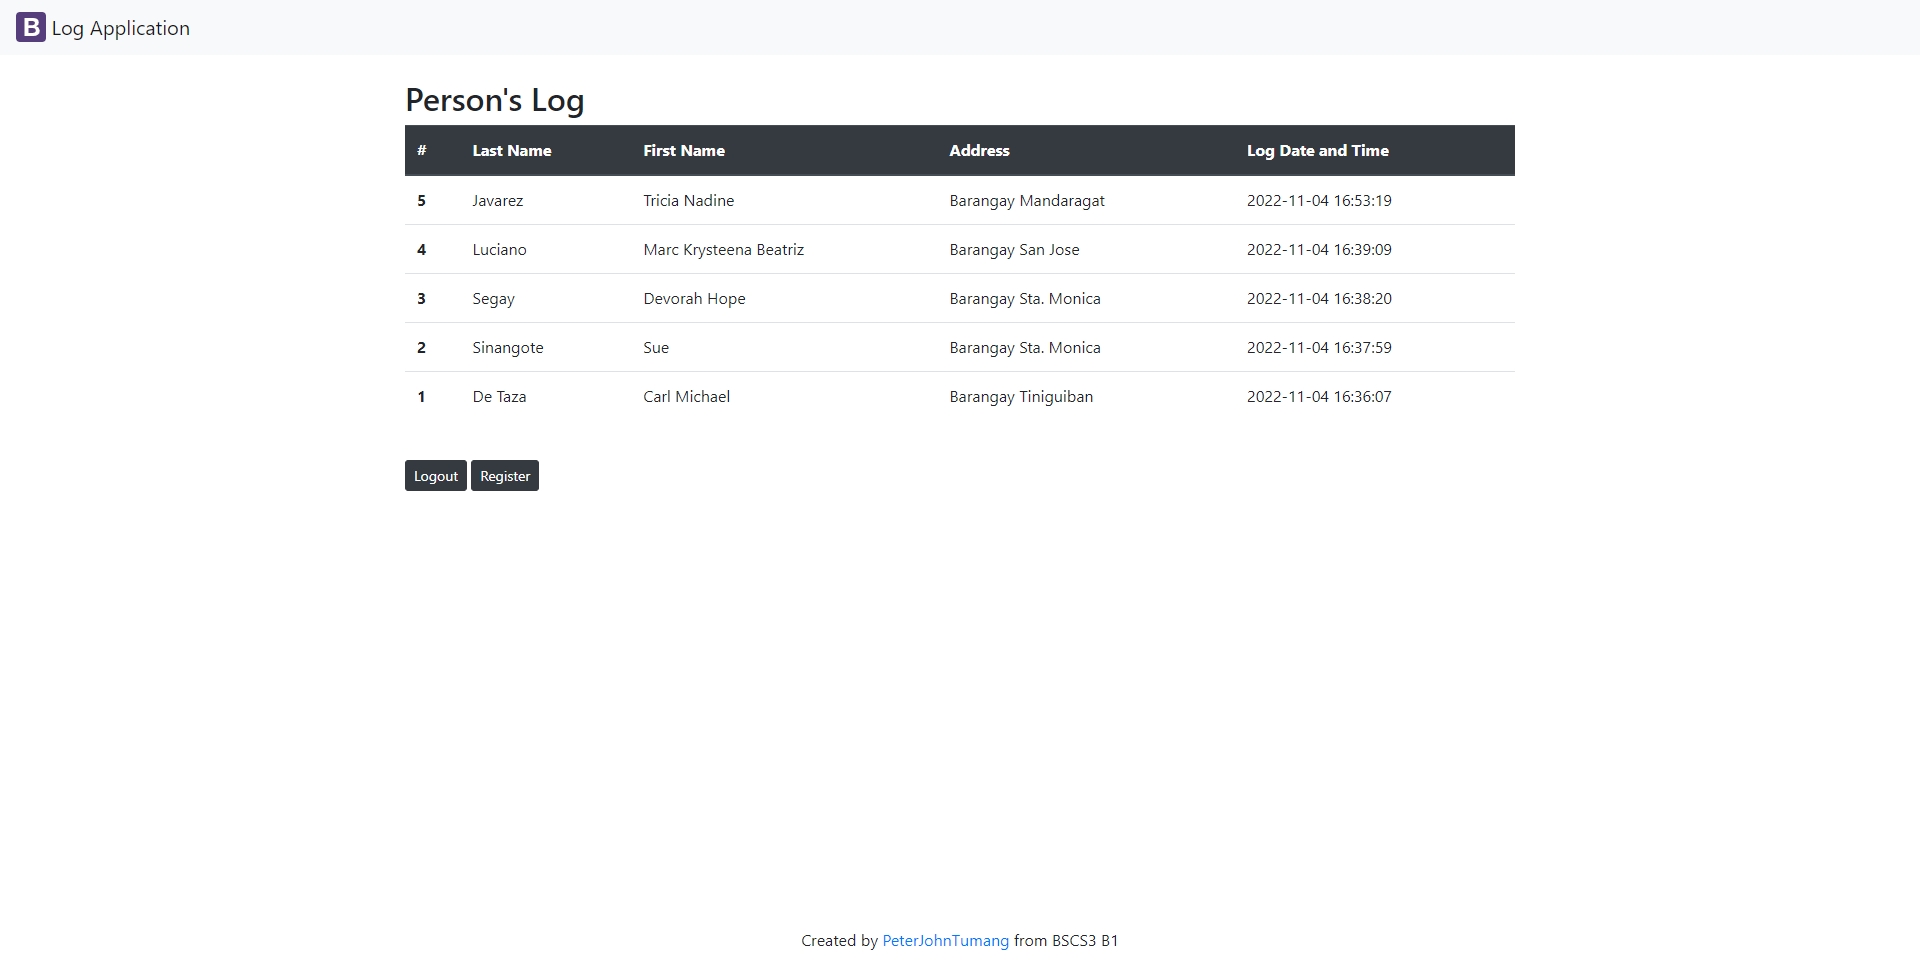 B Log Application
Person's Log
# Last Name First Name Address Log Date and Time
5 Javarez Tricia Nadine Barangay Mandaragat 2022-11-04 16:53:19
4 Luciano Marc Krysteena Beatriz Barangay San Jose 2022-11-04 16:39:09
3 Segay Devorah Hope Barangay Sta. Monica 2022-11-04 16:38:20
2 Sinangote Sue Barangay Sta. Monica 2022-11-04 16:37:59
1 De Taza Carl Michael Barangay Tiniguiban 2022-11-04 16:36:07
Logout Register
Created by PeterJohnTumang from BSCS3 B1